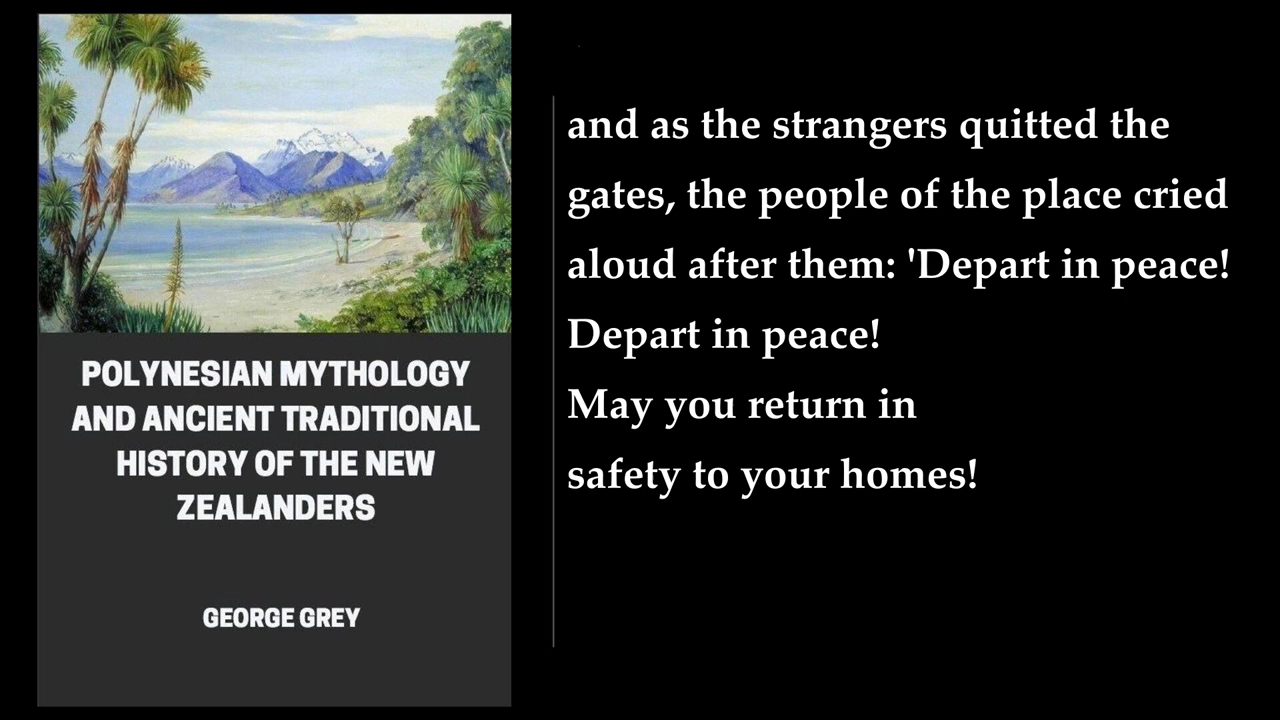 POLYNESIAN MYTHOLOGY
AND ANCIENT TRADITIONAL
HISTORY OF THE NEW
ZEALANDERS
GEORGE GREY
and as the strangers quitted the
gates, the people of the place cried
aloud after them: 'Depart in peace!
Depart in peace!
May you return in
safety to your homes!